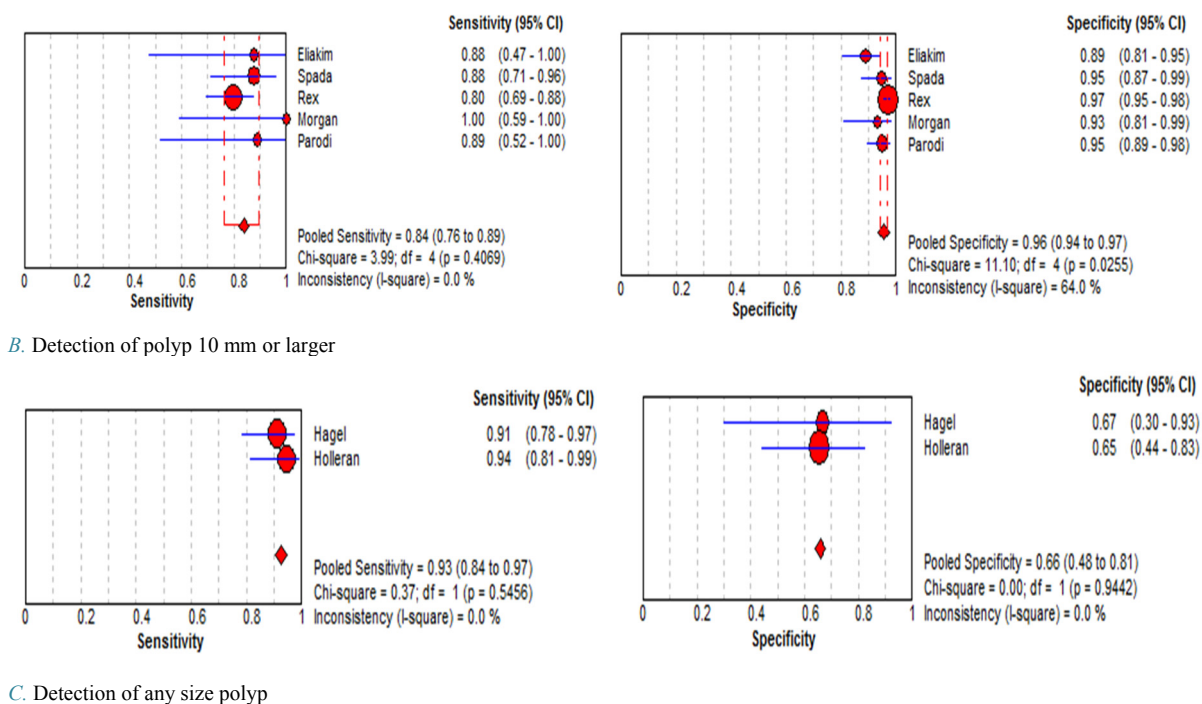 Sensitivity (95% CI)
Eliakim 0.88 (0.47 - 1.00)
Spada 0.88 (0.71 - 0.96)
Rex 0.80 (0.69 - 0.88)
Morgan 1.00 (0.59 - 1.00)
Parodi 0.89 (0.52 - 1.00)
Pooled Sensitivity = 0.84 (0.76 to 0.89)
Chi-square = 3.99; df = 4 (p = 0.4069)
Inconsistency (I-square) = 0.0 %
0 0.2 0.4 0.6 0.8 1
Sensitivity
Specificity (95% CI)
Eliakim 0.89 (0.81 - 0.95)
Spada 0.95 (0.87 - 0.99)
Rex 0.97 (0.95 - 0.98)
Morgan 0.93 (0.81 - 0.99)
Parodi 0.95 (0.89 - 0.98)
Pooled Specificity = 0.96 (0.94 to 0.97)
Chi-square = 11.10; df = 4 (p = 0.0255)
Inconsistency (I-square) = 64.0 %
0 0.2 0.4 0.6 0.8 1
Specificity
B. Detection of polyp 10 mm or larger
Sensitivity (95% CI)
Hagel 0.91 (0.78 - 0.97)
Holleran 0.94 (0.81 - 0.99)
Pooled Sensitivity = 0.93 (0.84 to 0.97)
Chi-square = 0.37; df = 1 (p = 0.5456)
Inconsistency (I-square) = 0.0 %
0 0.2 0.4 0.6 0.8 1
Sensitivity
Specificity (95% CI)
Hagel 0.67 (0.30 - 0.93)
Holleran 0.65 (0.44 - 0.83)
Pooled Specificity = 0.66 (0.48 to 0.81)
Chi-square = 0.00; df = 1 (p = 0.9442)
Inconsistency (I-square) = 0.0 %
0 0.2 0.4 0.6 0.8 1
Specificity
C. Detection of any size polyp